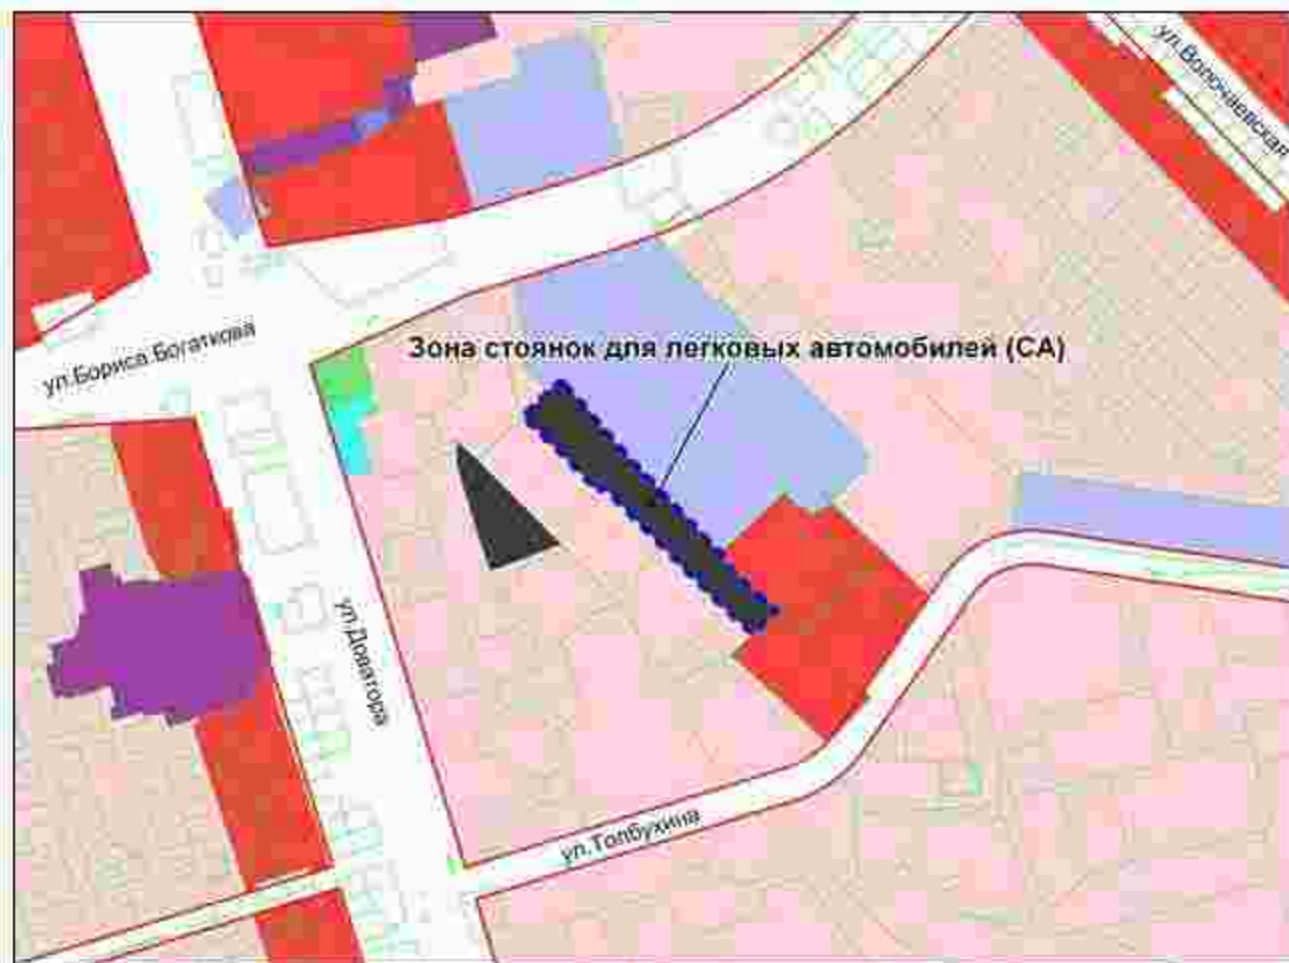 ул.Волочаевская
ул.Бориса Богаткова
Зона стоянок для легковых автомобилей (СА)
ул.Доватора
ул.Толбухина